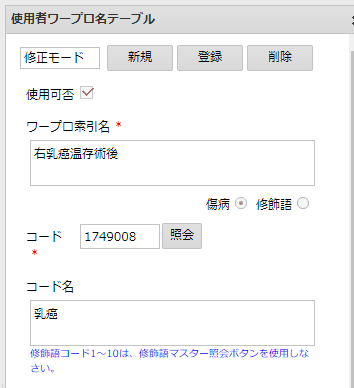 使用者ワープロ名テーブル
修正モード 新規 登録 削除
使用可否
ワープロ索引名 *
右乳癌温存術後
傷病 修飾語
コード 1749008 照会
*
コード名
乳癌
修飾語コード1～10は、修飾語マスター照会ボタンを使用しな
さい。